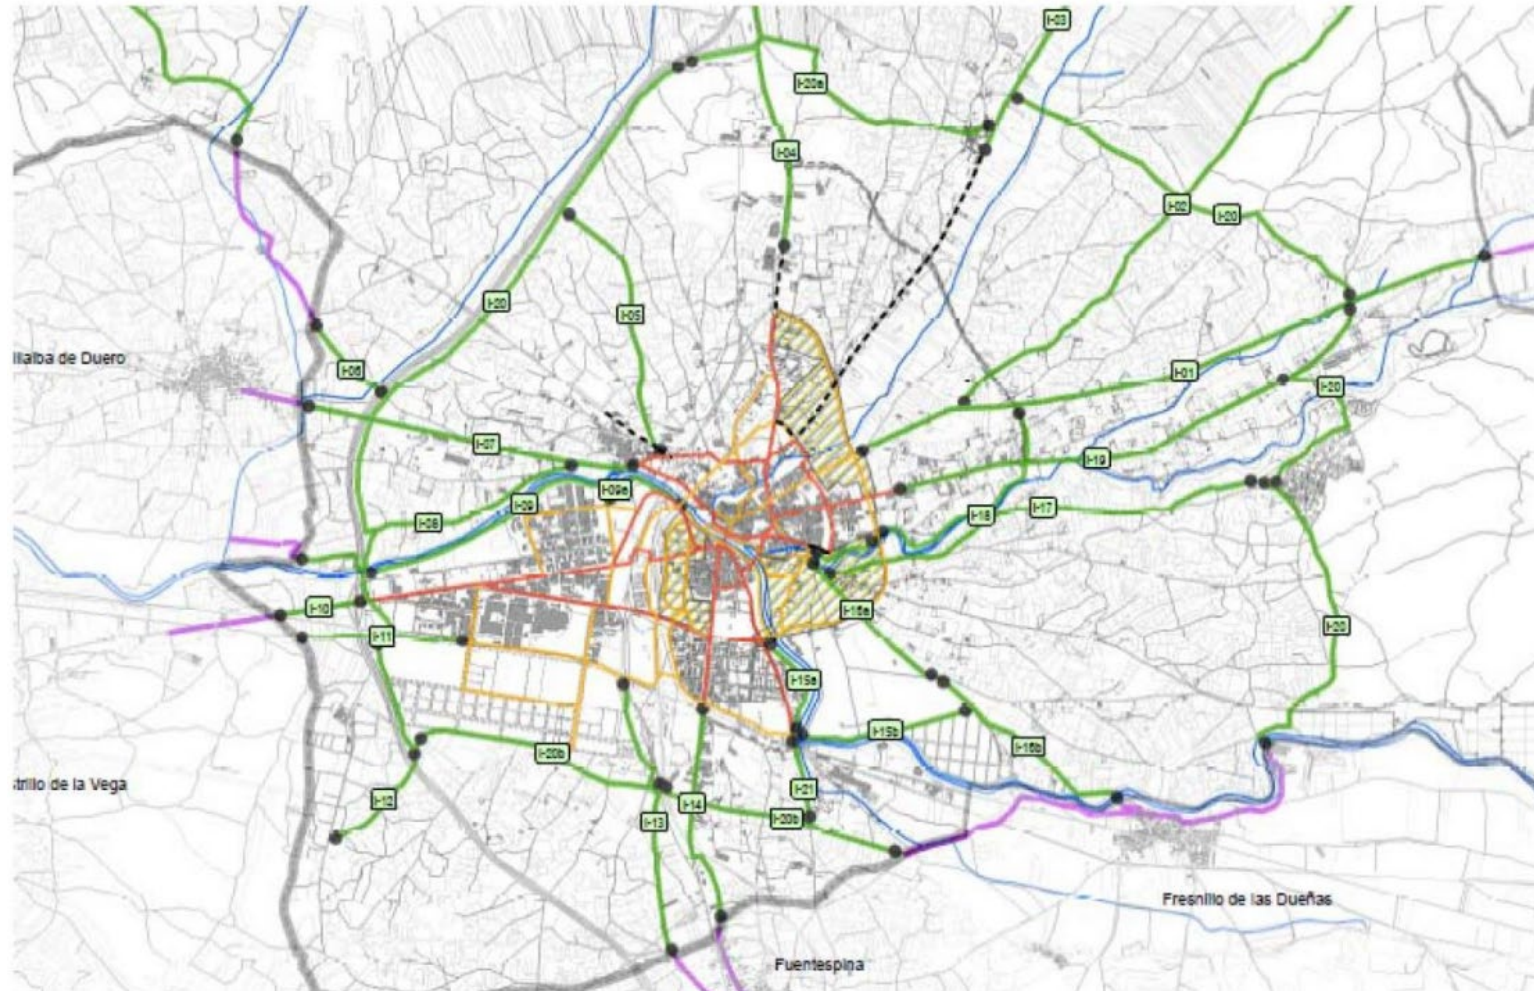 I-03
I-20a
I-04
I-02
I-20
I-20
I-05
illalba de Duero
I-06
I-01
I-20
I-07
I-19
I-09a
I-09
I-08
I-18
I-17
I-10
I-16a
I-11
I-20
I-15a
I-15b
I-16b
I-20b
strillo de la Vega
I-12
I-21
I-14
I-13
I-20b
Fresnillo de las Dueñas
Fuentespina